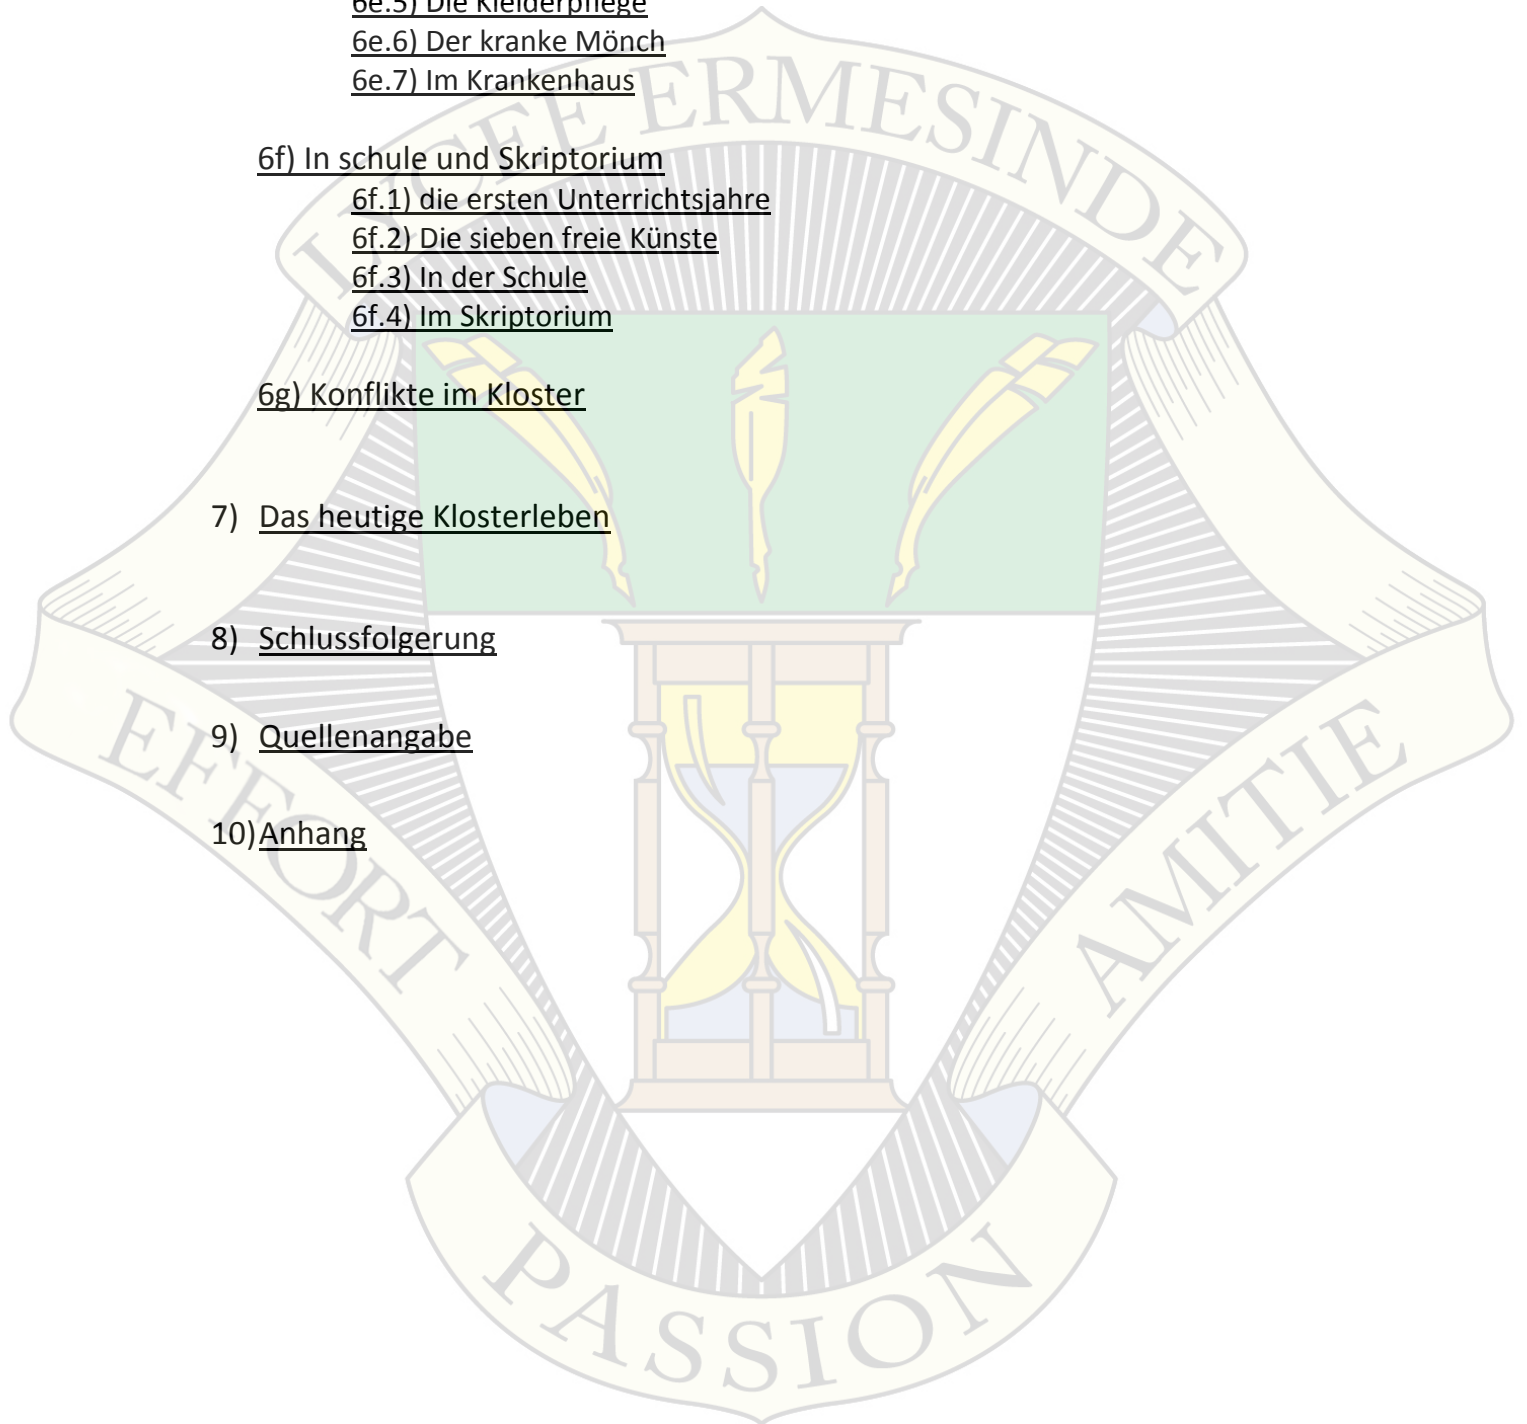 6e.5) Die Kleiderpflege
6e.6) Der kranke Mönch
6e.7) Im Krankenhaus
6f) In schule und Skriptorium
6f.1) die ersten Unterrichtsjahre
6f.2) Die sieben freie Künste
6f.3) In der Schule
6f.4) Im Skriptorium
6g) Konflikte im Kloster
7) Das heutige Klosterleben
8) Schlussfolgerung
9) Quellenangabe
10) Anhang
LYCEE ERMESINDE
EFFORT
AMITIE
PASSION